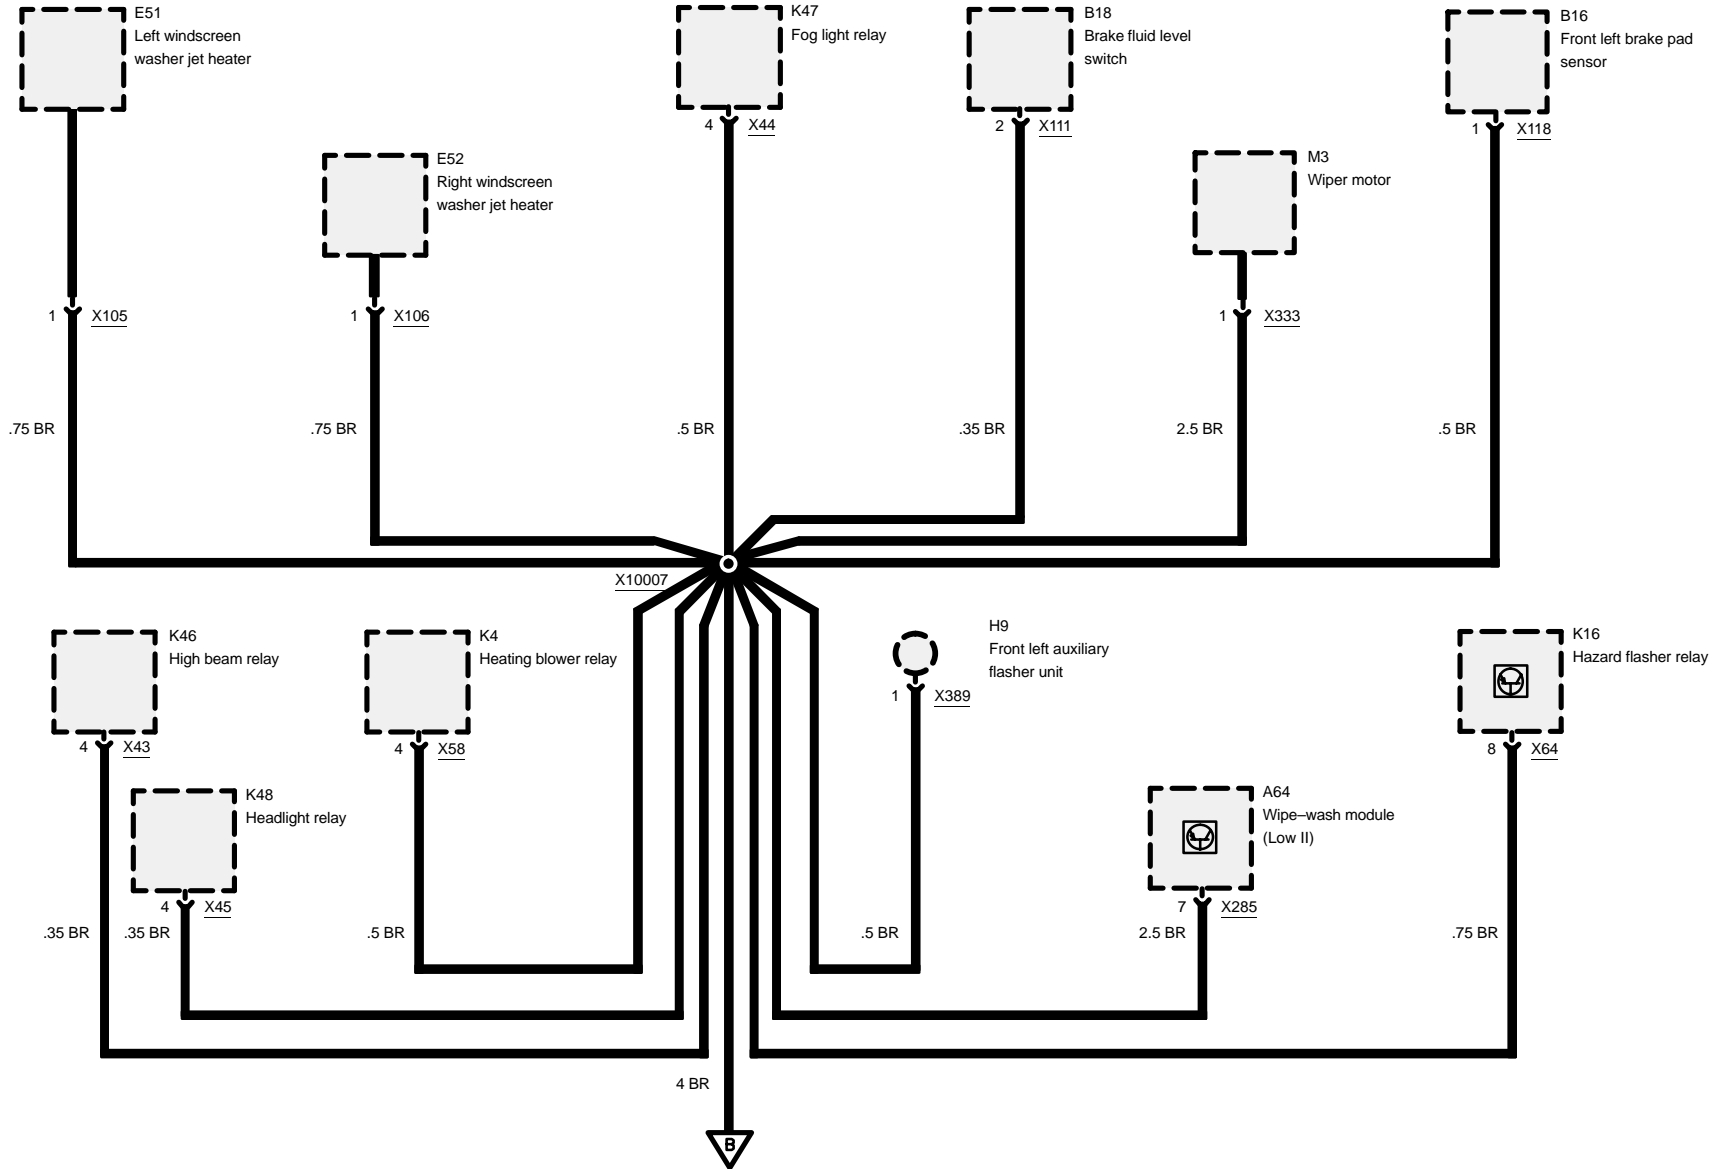 E51
Left windscreen
washer jet heater
K47
Fog light relay
B18
Brake fluid level
switch
B16
Front left brake pad
sensor
4 X44
2 X111
1 X118
E52
Right windscreen
washer jet heater
M3
Wiper motor
1 X105
1 X106
1 X333
.75 BR
.75 BR
.5 BR
.35 BR
2.5 BR
.5 BR
X10007
K46
High beam relay
K4
Heating blower relay
H9
Front left auxiliary
flasher unit
K16
Hazard flasher relay
1 X389
4 X43
4 X58
8 X64
K48
Headlight relay
A64
Wipe–wash module
(Low II)
4 X45
7 X285
.35 BR
.35 BR
.5 BR
.5 BR
2.5 BR
.75 BR
4 BR
B